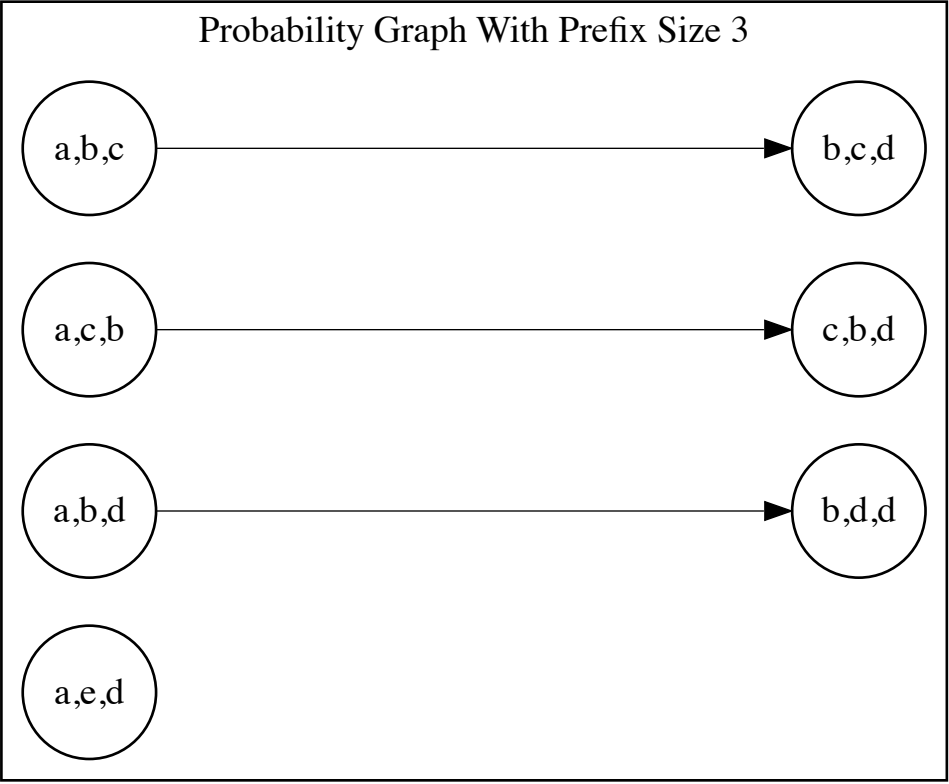 Probability Graph With Prefix Size 3
a,b,c
b,c,d
a,c,b
c,b,d
a,b,d
b,d,d
a,e,d